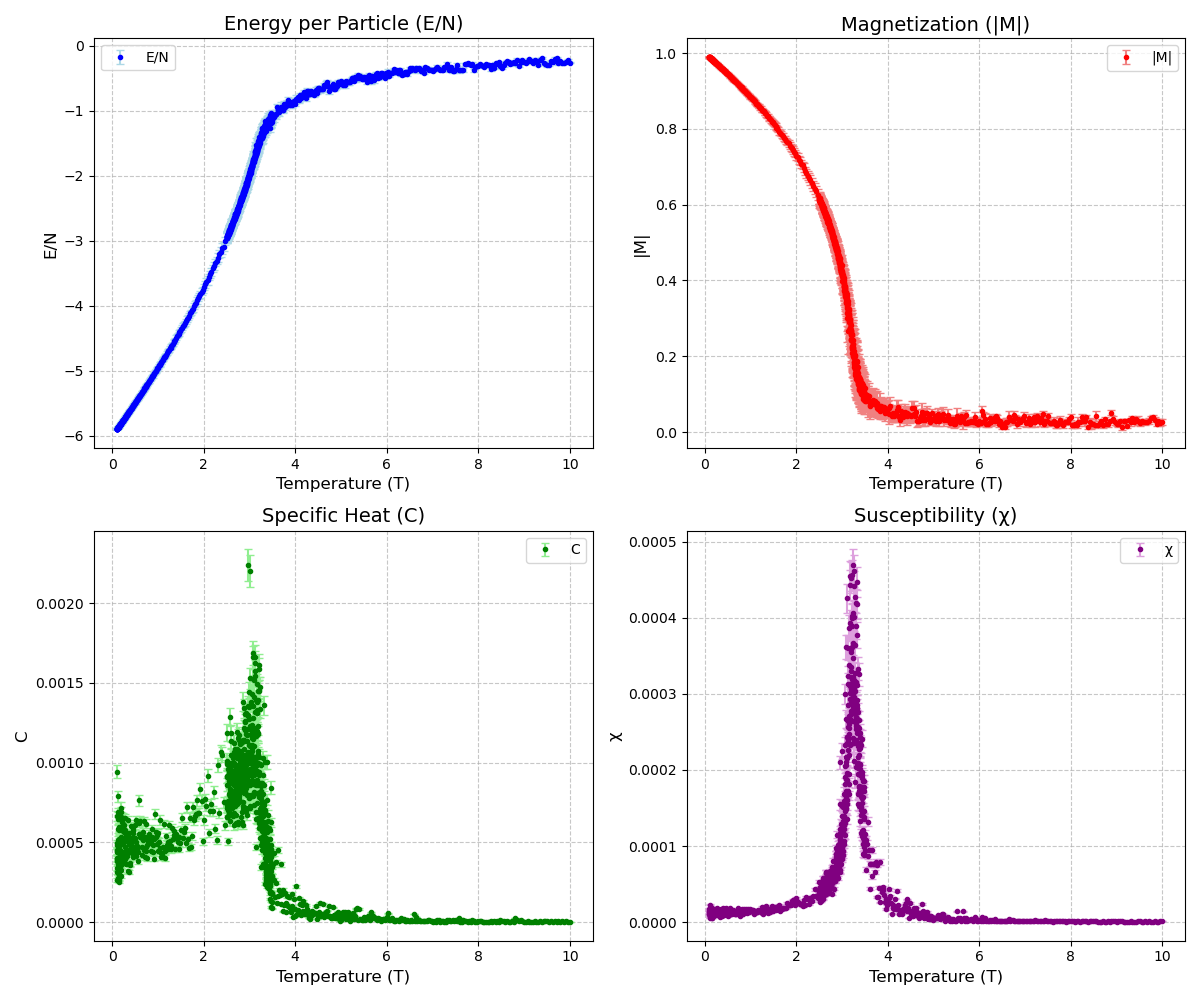 Energy per Particle (E/N)
E/N
0
−1
−2
−3
−4
−5
−6
E/N
0 2 4 6 8 10
Temperature (T)
Magnetization (|M|)
|M|
1.0
0.8
0.6
0.4
0.2
0.0
|M|
0 2 4 6 8 10
Temperature (T)
Specific Heat (C)
C
0.0020
0.0015
0.0010
0.0005
0.0000
C
0 2 4 6 8 10
Temperature (T)
Susceptibility (χ)
χ
0.0005
0.0004
0.0003
0.0002
0.0001
0.0000
χ
0 2 4 6 8 10
Temperature (T)